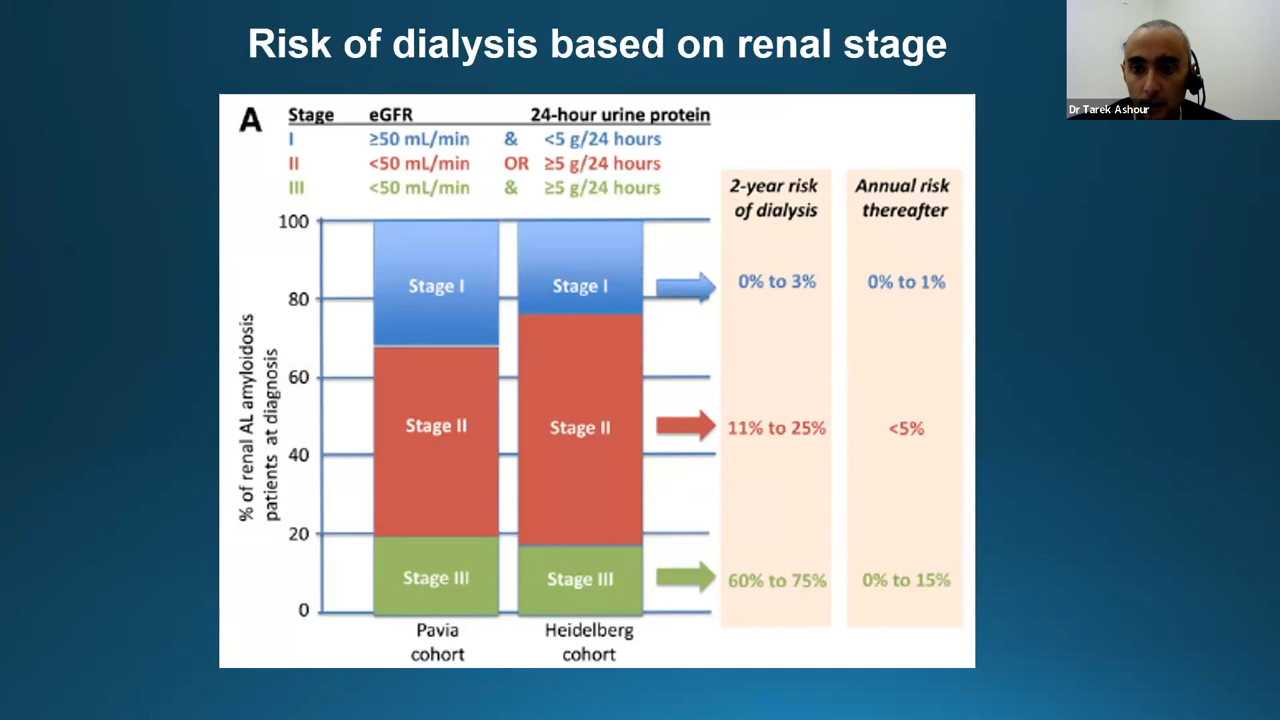 Risk of dialysis based on renal stage
Dr Tarek Ashour
A
Stage eGFR 24-hour urine protein
I ≥50 mL/min & <5 g/24 hours
II <50 mL/min OR ≥5 g/24 hours
III <50 mL/min & ≥5 g/24 hours
2-year risk
of dialysis
Annual risk
thereafter
% of renal AL amyloidosis
patients at diagnosis
100
80
60
40
20
0
Stage I
Stage I
0% to 3%
0% to 1%
Stage II
Stage II
11% to 25%
<5%
Stage III
Stage III
60% to 75%
0% to 15%
Pavia
cohort
Heidelberg
cohort